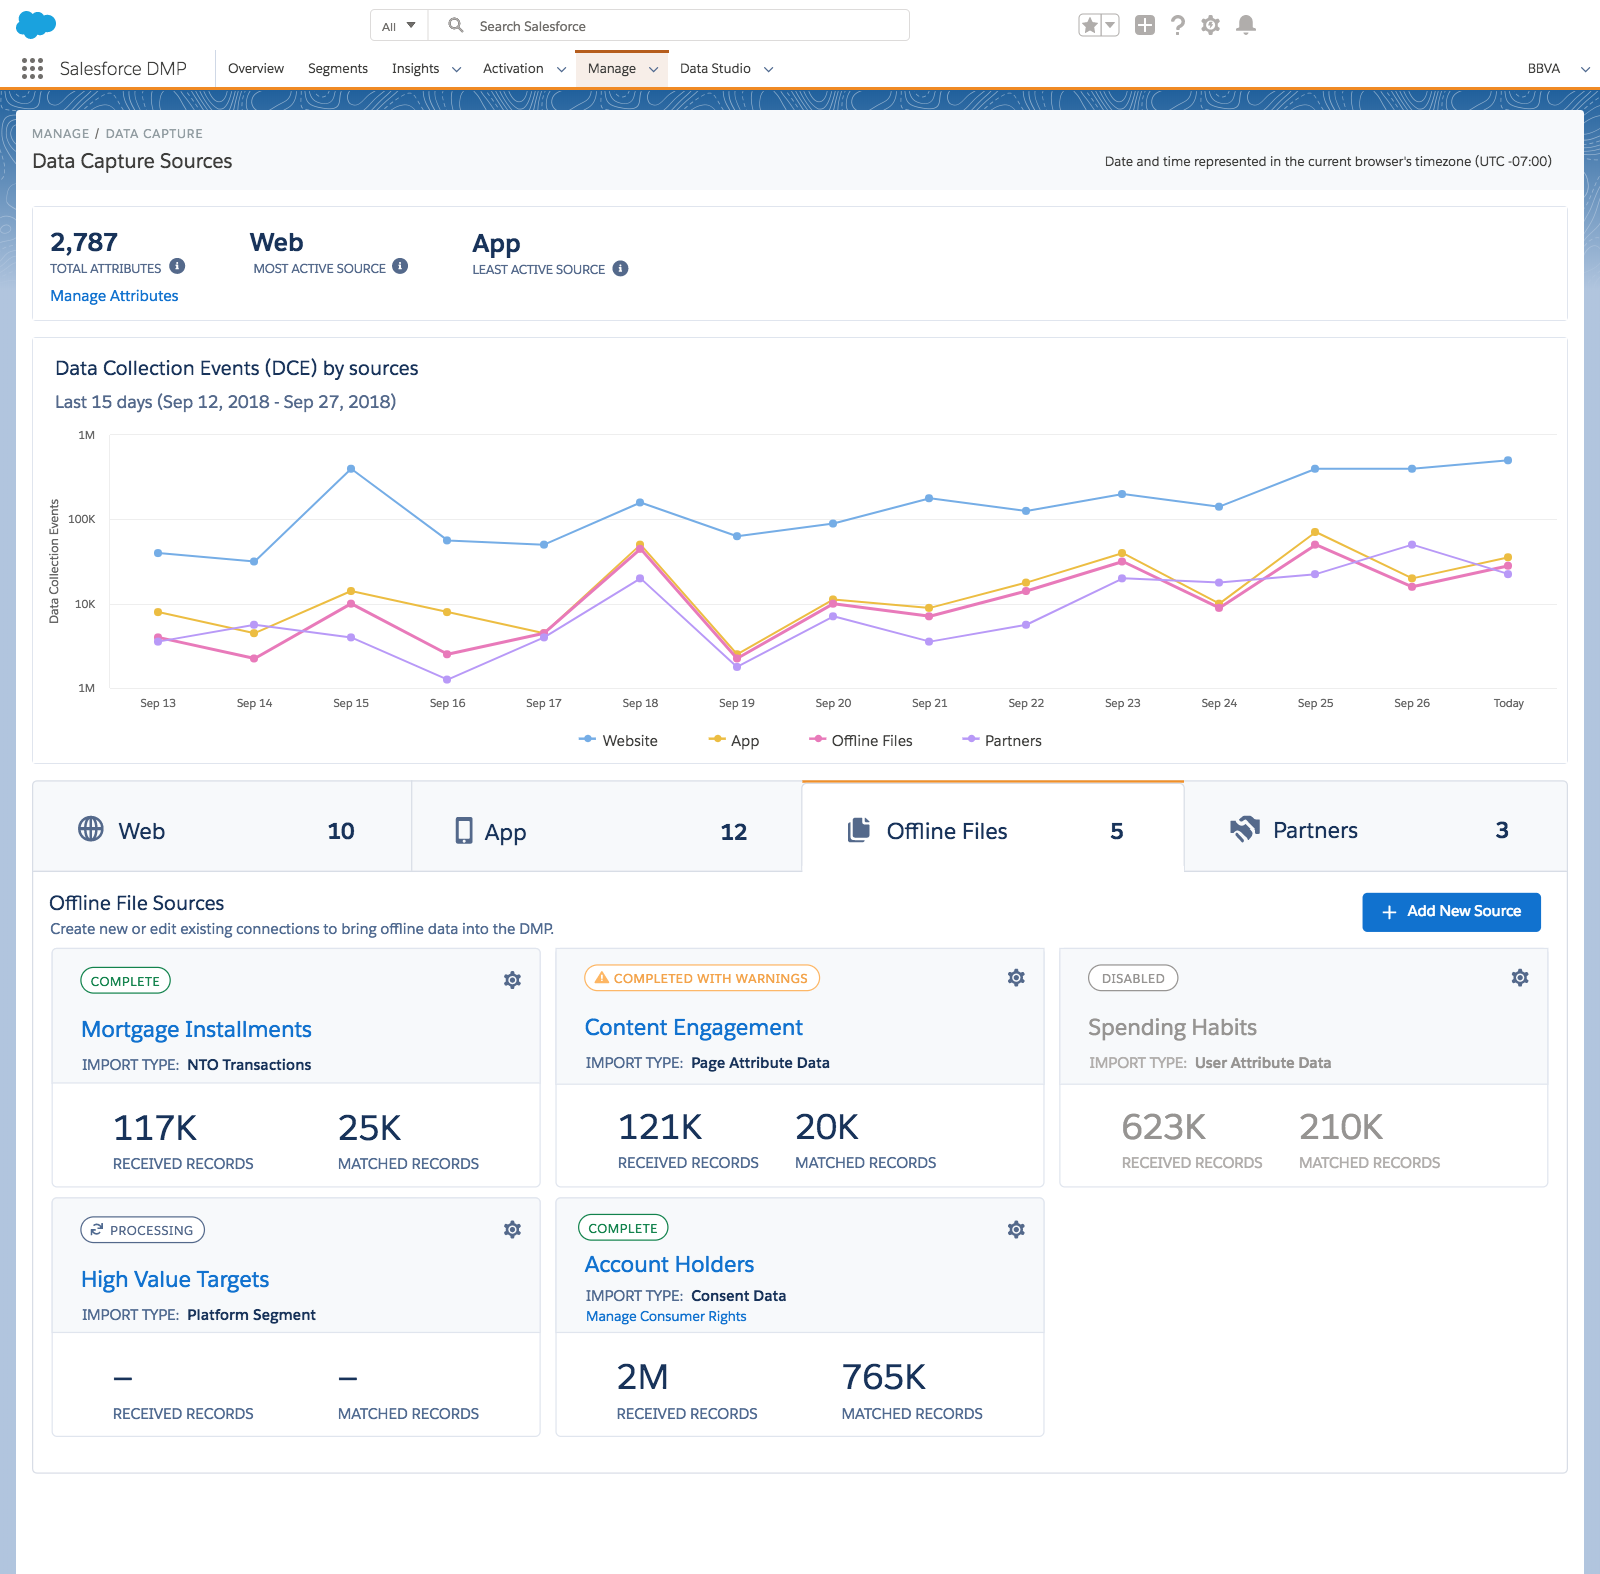 All
Search Salesforce
Salesforce DMP
Overview
Segments
Insights
Activation
Manage
Data Studio
BBVA
MANAGE / DATA CAPTURE
Data Capture Sources
Date and time represented in the current browser's timezone (UTC -07:00)
2,787
TOTAL ATTRIBUTES
Manage Attributes
Web
MOST ACTIVE SOURCE
App
LEAST ACTIVE SOURCE
Data Collection Events (DCE) by sources
Last 15 days (Sep 12, 2018 - Sep 27, 2018)
Data Collection Events
1M
100K
10K
1M
Sep 13 Sep 14 Sep 15 Sep 16 Sep 17 Sep 18 Sep 19 Sep 20 Sep 21 Sep 22 Sep 23 Sep 24 Sep 25 Sep 26 Today
Website App Offline Files Partners
Web 10
App 12
Offline Files 5
Partners 3
Offline File Sources
Create new or edit existing connections to bring offline data into the DMP.
Add New Source
COMPLETE
Mortgage Installments
IMPORT TYPE: NTO Transactions
117K 25K
RECEIVED RECORDS MATCHED RECORDS
COMPLETED WITH WARNINGS
Content Engagement
IMPORT TYPE: Page Attribute Data
121K 20K
RECEIVED RECORDS MATCHED RECORDS
DISABLED
Spending Habits
IMPORT TYPE: User Attribute Data
623K 210K
RECEIVED RECORDS MATCHED RECORDS
PROCESSING
High Value Targets
IMPORT TYPE: Platform Segment
– –
RECEIVED RECORDS MATCHED RECORDS
COMPLETE
Account Holders
IMPORT TYPE: Consent Data
Manage Consumer Rights
2M 765K
RECEIVED RECORDS MATCHED RECORDS